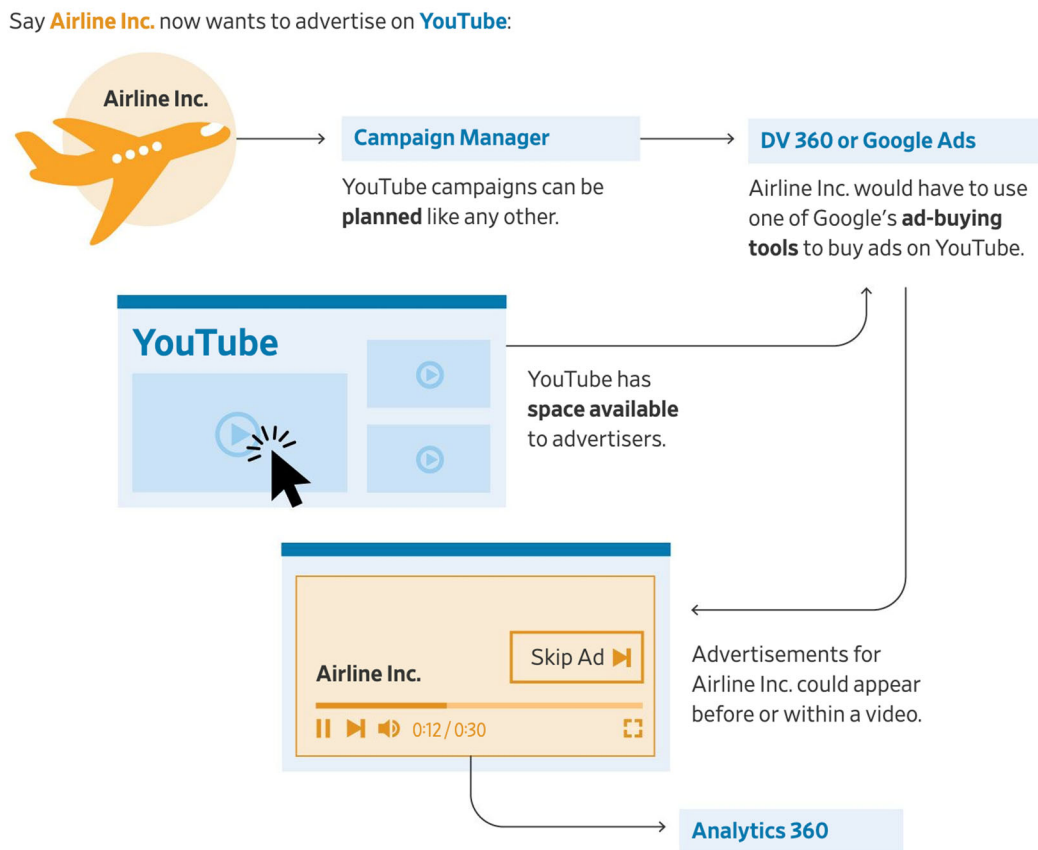 Say Airline Inc. now wants to advertise on YouTube:
Airline Inc.
Campaign Manager
YouTube campaigns can be
planned like any other.
DV 360 or Google Ads
Airline Inc. would have to use
one of Google’s ad-buying
tools to buy ads on YouTube.
YouTube
YouTube has
space available
to advertisers.
Skip Ad
Airline Inc.
0:12 / 0:30
Advertisements for
Airline Inc. could appear
before or within a video.
Analytics 360